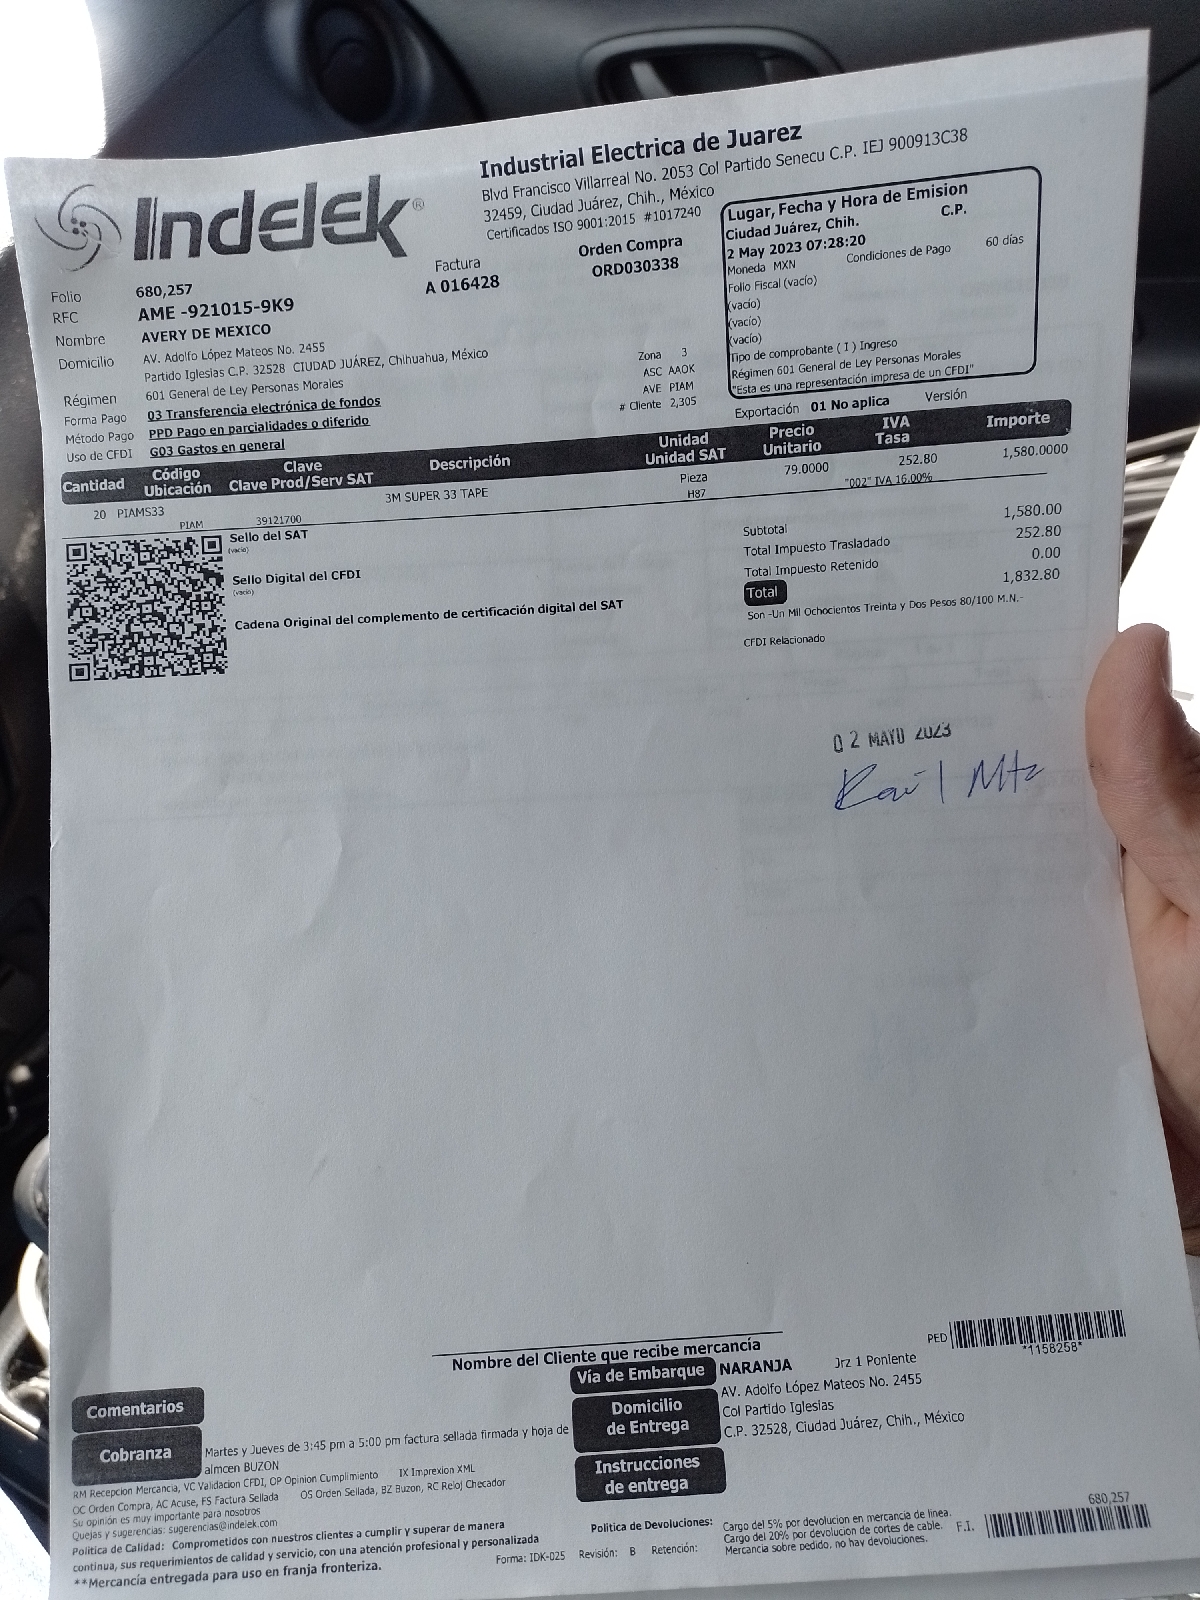 Indelek®
Industrial Electrica de Juarez
Blvd Francisco Villarreal No. 2053 Col Partido Senecu C.P. IEJ 900913C38
32459, Ciudad Juárez, Chih., México
Certificados ISO 9001:2015 #1017240
Factura
A 016428
Orden Compra
ORD030338
Lugar, Fecha y Hora de Emision
Ciudad Juárez, Chih. C.P.
2 May 2023 07:28:20
Moneda MXN Condiciones de Pago 60 días
Folio Fiscal (vacío)
(vacío)
(vacío)
(vacío)
Tipo de comprobante ( I ) Ingreso
Régimen 601 General de Ley Personas Morales
"Esta es una representación impresa de un CFDI"
Folio 680,257
RFC AME -921015-9K9
Nombre AVERY DE MEXICO
Domicilio AV. Adolfo López Mateos No. 2455
Partido Iglesias C.P. 32528 CIUDAD JUÁREZ, Chihuahua, México
Régimen 601 General de Ley Personas Morales
Forma Pago 03 Transferencia electrónica de fondos
Método Pago PPD Pago en parcialidades o diferido
Uso de CFDI G03 Gastos en general
Zona 3
ASC AAOK
AVE PIAM
# Cliente 2,305
Exportación 01 No aplica Versión
Cantidad Código Ubicación Clave Clave Prod/Serv SAT Descripción Unidad Unidad SAT Precio Unitario IVA Tasa Importe
20 PIAMS33 3M SUPER 33 TAPE Pieza 79.0000 252.80 1,580.0000
PIAM 39121700 H87 "002" IVA 16.00%
Sello del SAT
(vacío)
Sello Digital del CFDI
(vacío)
Cadena Original del complemento de certificación digital del SAT
Subtotal 1,580.00
Total Impuesto Trasladado 252.80
Total Impuesto Retenido 0.00
Total 1,832.80
Son -Un Mil Ochocientos Treinta y Dos Pesos 80/100 M.N.-
CFDI Relacionado
02 MAYO 2023
Raúl Mtz
Nombre del Cliente que recibe mercancía
PED *1158258*
Vía de Embarque NARANJA Jrz 1 Poniente
Domicilio de Entrega
AV. Adolfo López Mateos No. 2455
Col Partido Iglesias
C.P. 32528, Ciudad Juárez, Chih., México
Instrucciones de entrega
Comentarios
Cobranza Martes y Jueves de 3:45 pm a 5:00 pm factura sellada firmada y hoja de
almcen BUZON
RM Recepcion Mercancia, VC Validacion CFDI, OP Opinion Cumplimiento IX Imprexion XML
OC Orden Compra, AC Acuse, FS Factura Sellada OS Orden Sellada, BZ Buzon, RC Reloj Checador
Su opinión es muy importante para nosotros
Quejas y sugerencias: sugerencias@indelek.com
Política de Calidad: Comprometidos con nuestros clientes a cumplir y superar de manera
continua, sus requerimientos de calidad y servicio, con una atención profesional y personalizada
**Mercancía entregada para uso en franja fronteriza.
Forma: IDK-025 Revisión: B Retención:
Politica de Devoluciones: Cargo del 5% por devolucion en mercancia de linea.
Cargo del 20% por devolucion de cortes de cable.
Mercancia sobre pedido, no hay devoluciones.
F.I. 680,257